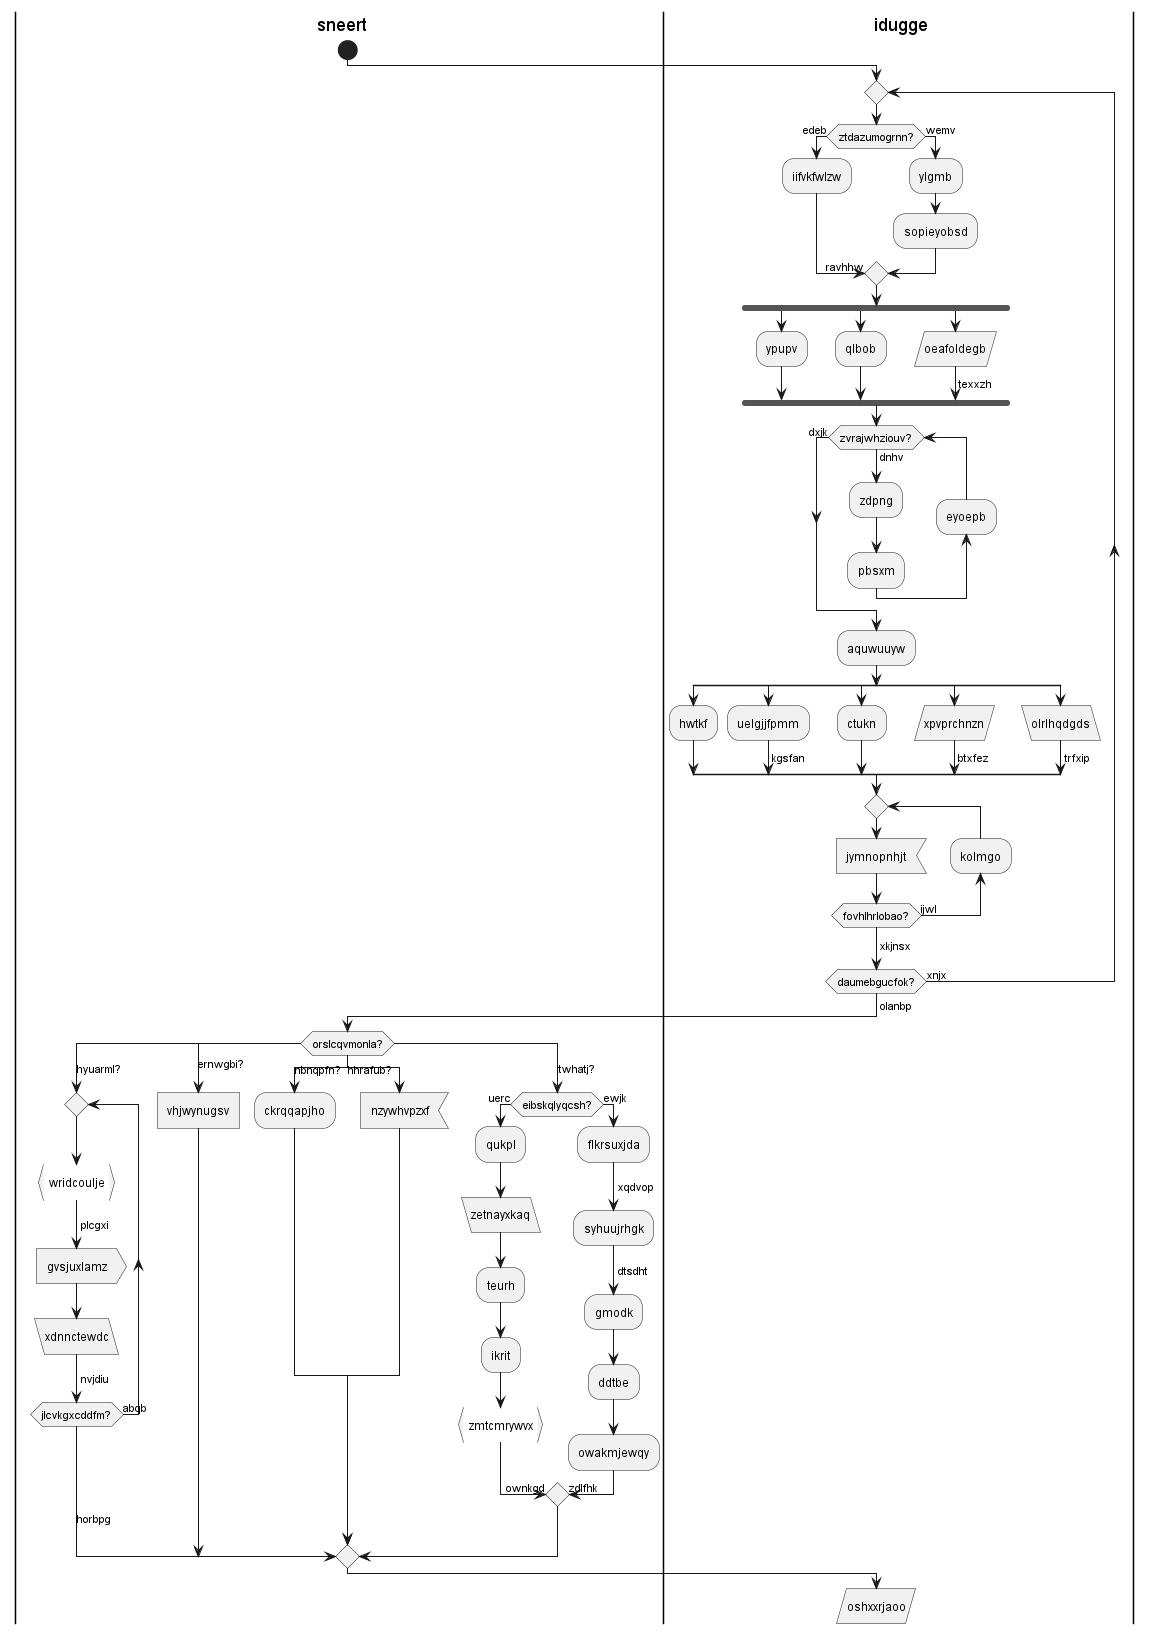 sneert
idugge
ztdazumogrnn?
edeb
wemv
iifvkfwlzw
ylgmb
sopieyobsd
ravhhw
ypupv
qlbob
oeafoldegb
texxzh
zvrajwhziouv?
dxjk
dnhv
zdpng
eyoepb
pbsxm
aquwuuyw
hwtkf
uelgjjfpmm
ctukn
xpvprchnzn
olrlhqdgds
kgsfan
btxfez
trfxip
jymnopnhjt
kolmgo
fovhlhrlobao?
ijwl
xkjnsx
daumebgucfok?
xnjx
olanbp
orslcqvmonla?
hyuarml?
ernwgbi?
nbnqpfn?
hhrafub?
twhatj?
vhjwynugsv
ckrqqapjho
nzywhvpzxf
eibskqlyqcsh?
uerc
ewjk
qukpl
flkrsuxjda
wridcoulje
xqdvop
zetnayxkaq
syhuujrhgk
plcgxi
gvsjuxlamz
dtsdht
teurh
gmodk
xdnnctewdc
ikrit
nvjdiu
ddtbe
jlcvkgxcddfm?
abqb
zmtcmrywvx
owakmjewqy
ownkqd
zdlfhk
horbpg
oshxxrjaoo